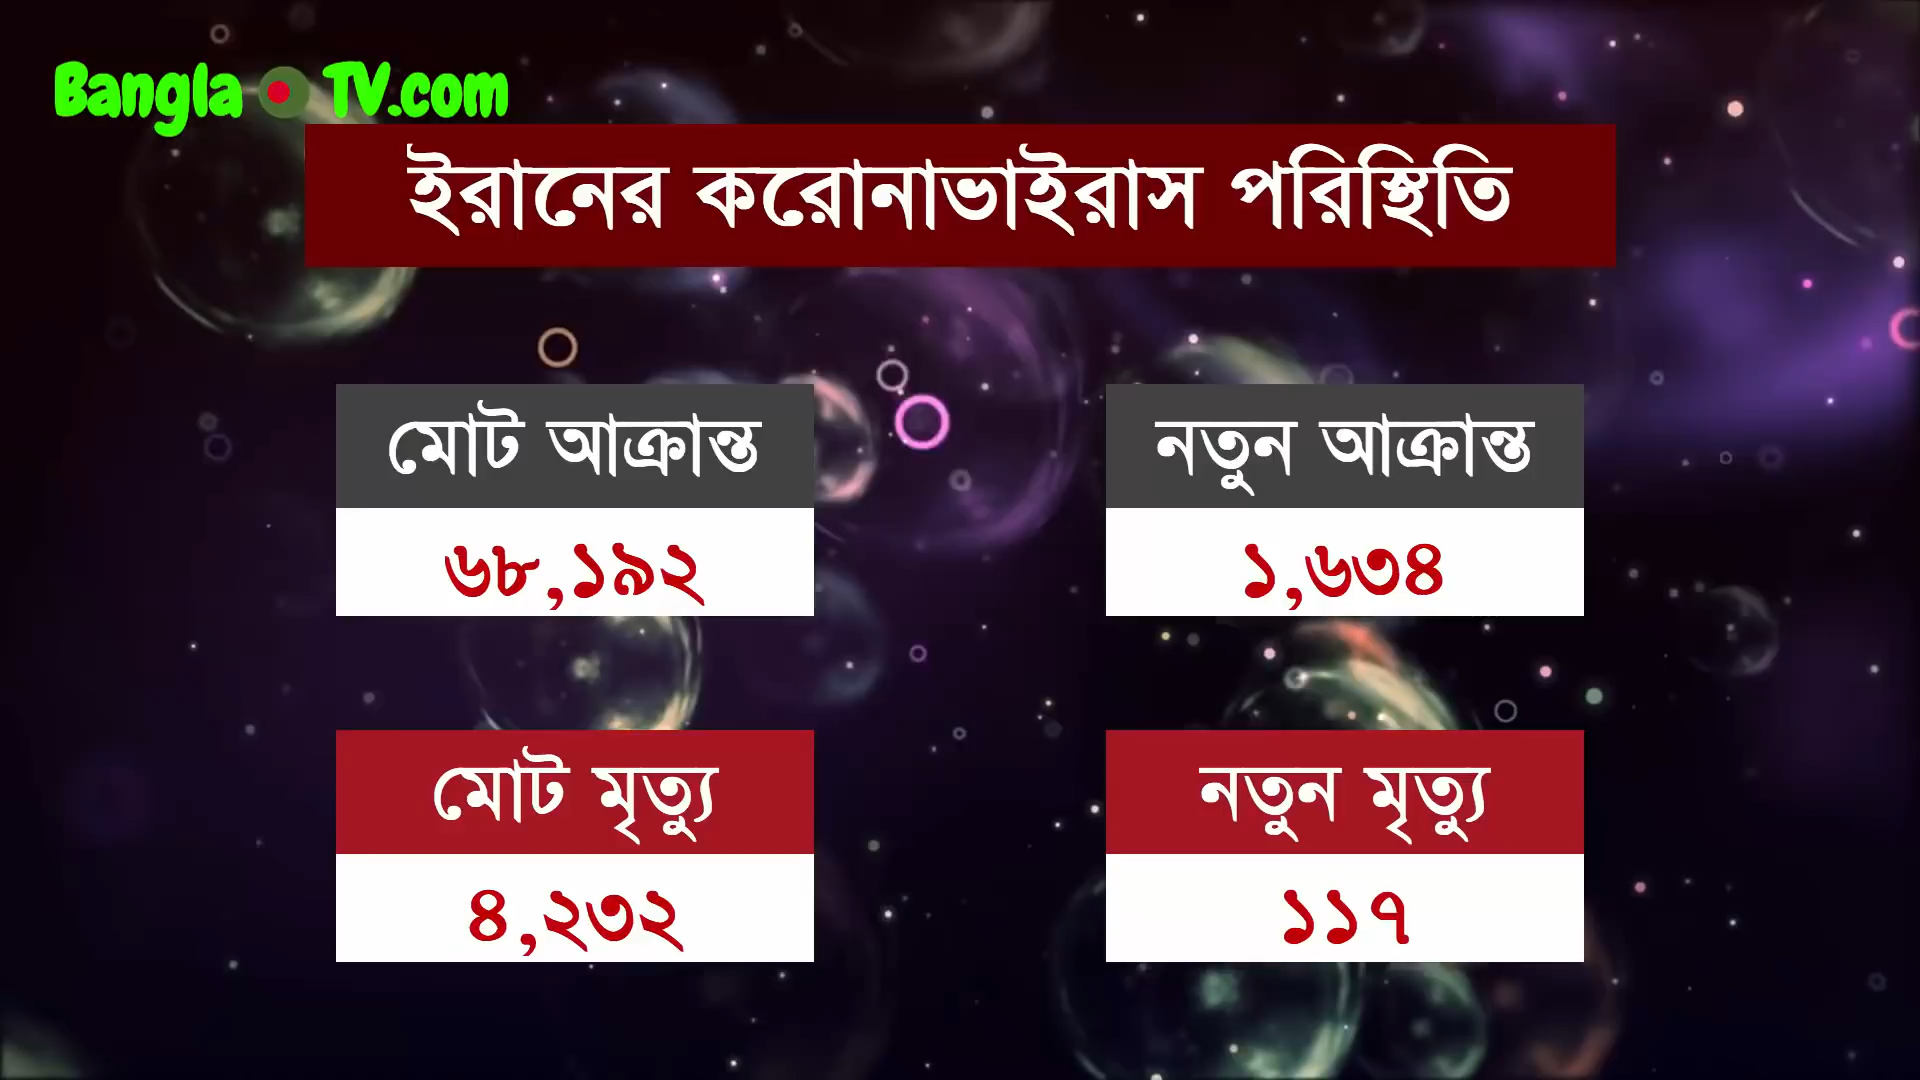 Bangla TV.com
ইরানের করোনাভাইরাস পরিস্থিতি
মোট আক্রান্ত
৬৮,১৯২
নতুন আক্রান্ত
১,৬৩৪
মোট মৃত্যু
৪,২৩২
নতুন মৃত্যু
১১৭